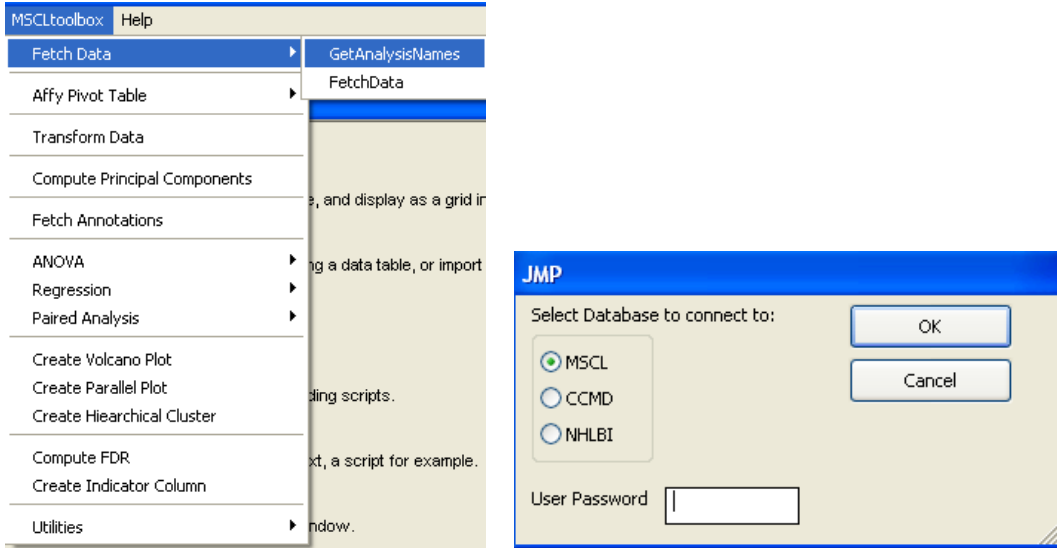 MSCLtoolbox Help
Fetch Data
GetAnalysisNames
FetchData
Affy Pivot Table
Transform Data
Compute Principal Components
e, and display as a grid in
Fetch Annotations
ANOVA
ng a data table, or import
Regression
Paired Analysis
Create Volcano Plot
Create Parallel Plot
ding scripts.
Create Hiearchical Cluster
Compute FDR
xt, a script for example.
Create Indicator Column
Utilities
ndow.
JMP
Select Database to connect to:
MSCL
CCMD
NHLBI
OK
Cancel
User Password